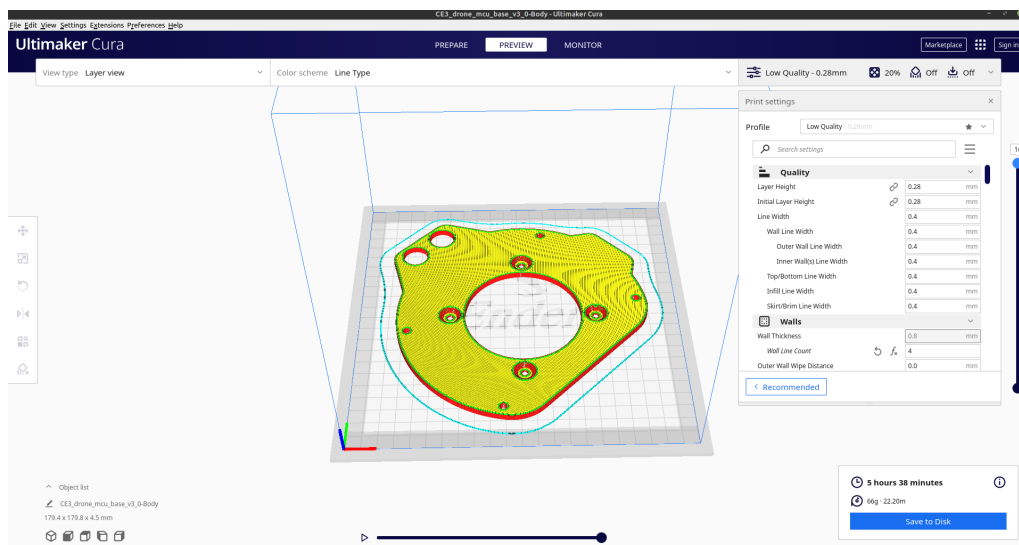 CE3_drone_mcu_base_v3_0-Body - Ultimaker Cura
File Edit View Settings Extensions Preferences Help
Ultimaker Cura PREPARE PREVIEW MONITOR Marketplace Sign in
View type Layer view Color scheme Line Type Low Quality - 0.28mm 20% Off Off
Print settings
Profile Low Quality - 0.28mm
Search settings
Quality
Layer Height 0.28 mm
Initial Layer Height 0.28 mm
Line Width 0.4 mm
Wall Line Width 0.4 mm
Outer Wall Line Width 0.4 mm
Inner Wall(s) Line Width 0.4 mm
Top/Bottom Line Width 0.4 mm
Infill Line Width 0.4 mm
Skirt/Brim Line Width 0.4 mm
Walls
Wall Thickness 0.8 mm
Wall Line Count 4
Outer Wall Wipe Distance 0.0 mm
< Recommended
Ender
Object list
CE3_drone_mcu_base_v3_0-Body
179.4 x 179.8 x 4.5 mm
5 hours 38 minutes
66g · 22.20m
Save to Disk